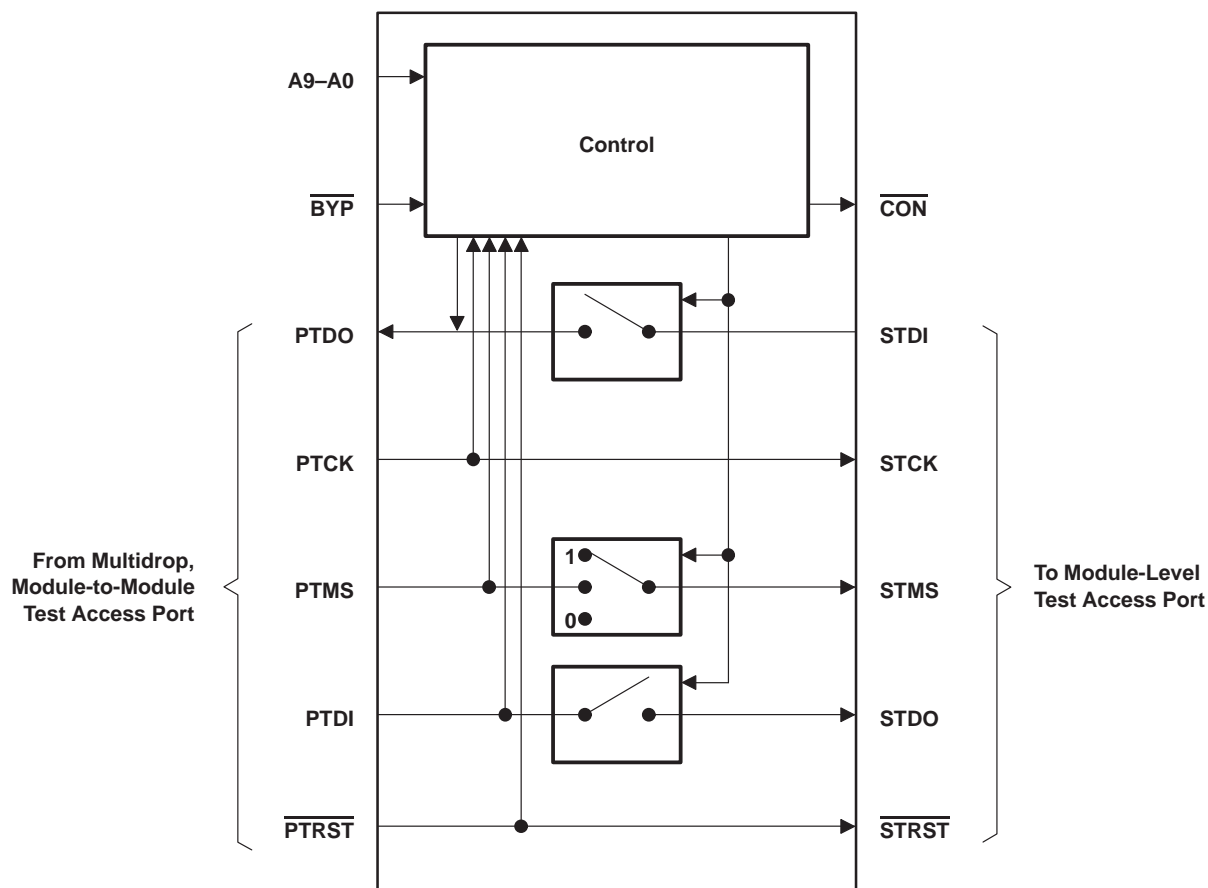 A9–A0
Control
BYP
CON
PTDO
STDI
PTCK
STCK
From Multidrop,
Module-to-Module
Test Access Port
1
PTMS
0
STMS
To Module-Level
Test Access Port
PTDI
STDO
PTRST
STRST